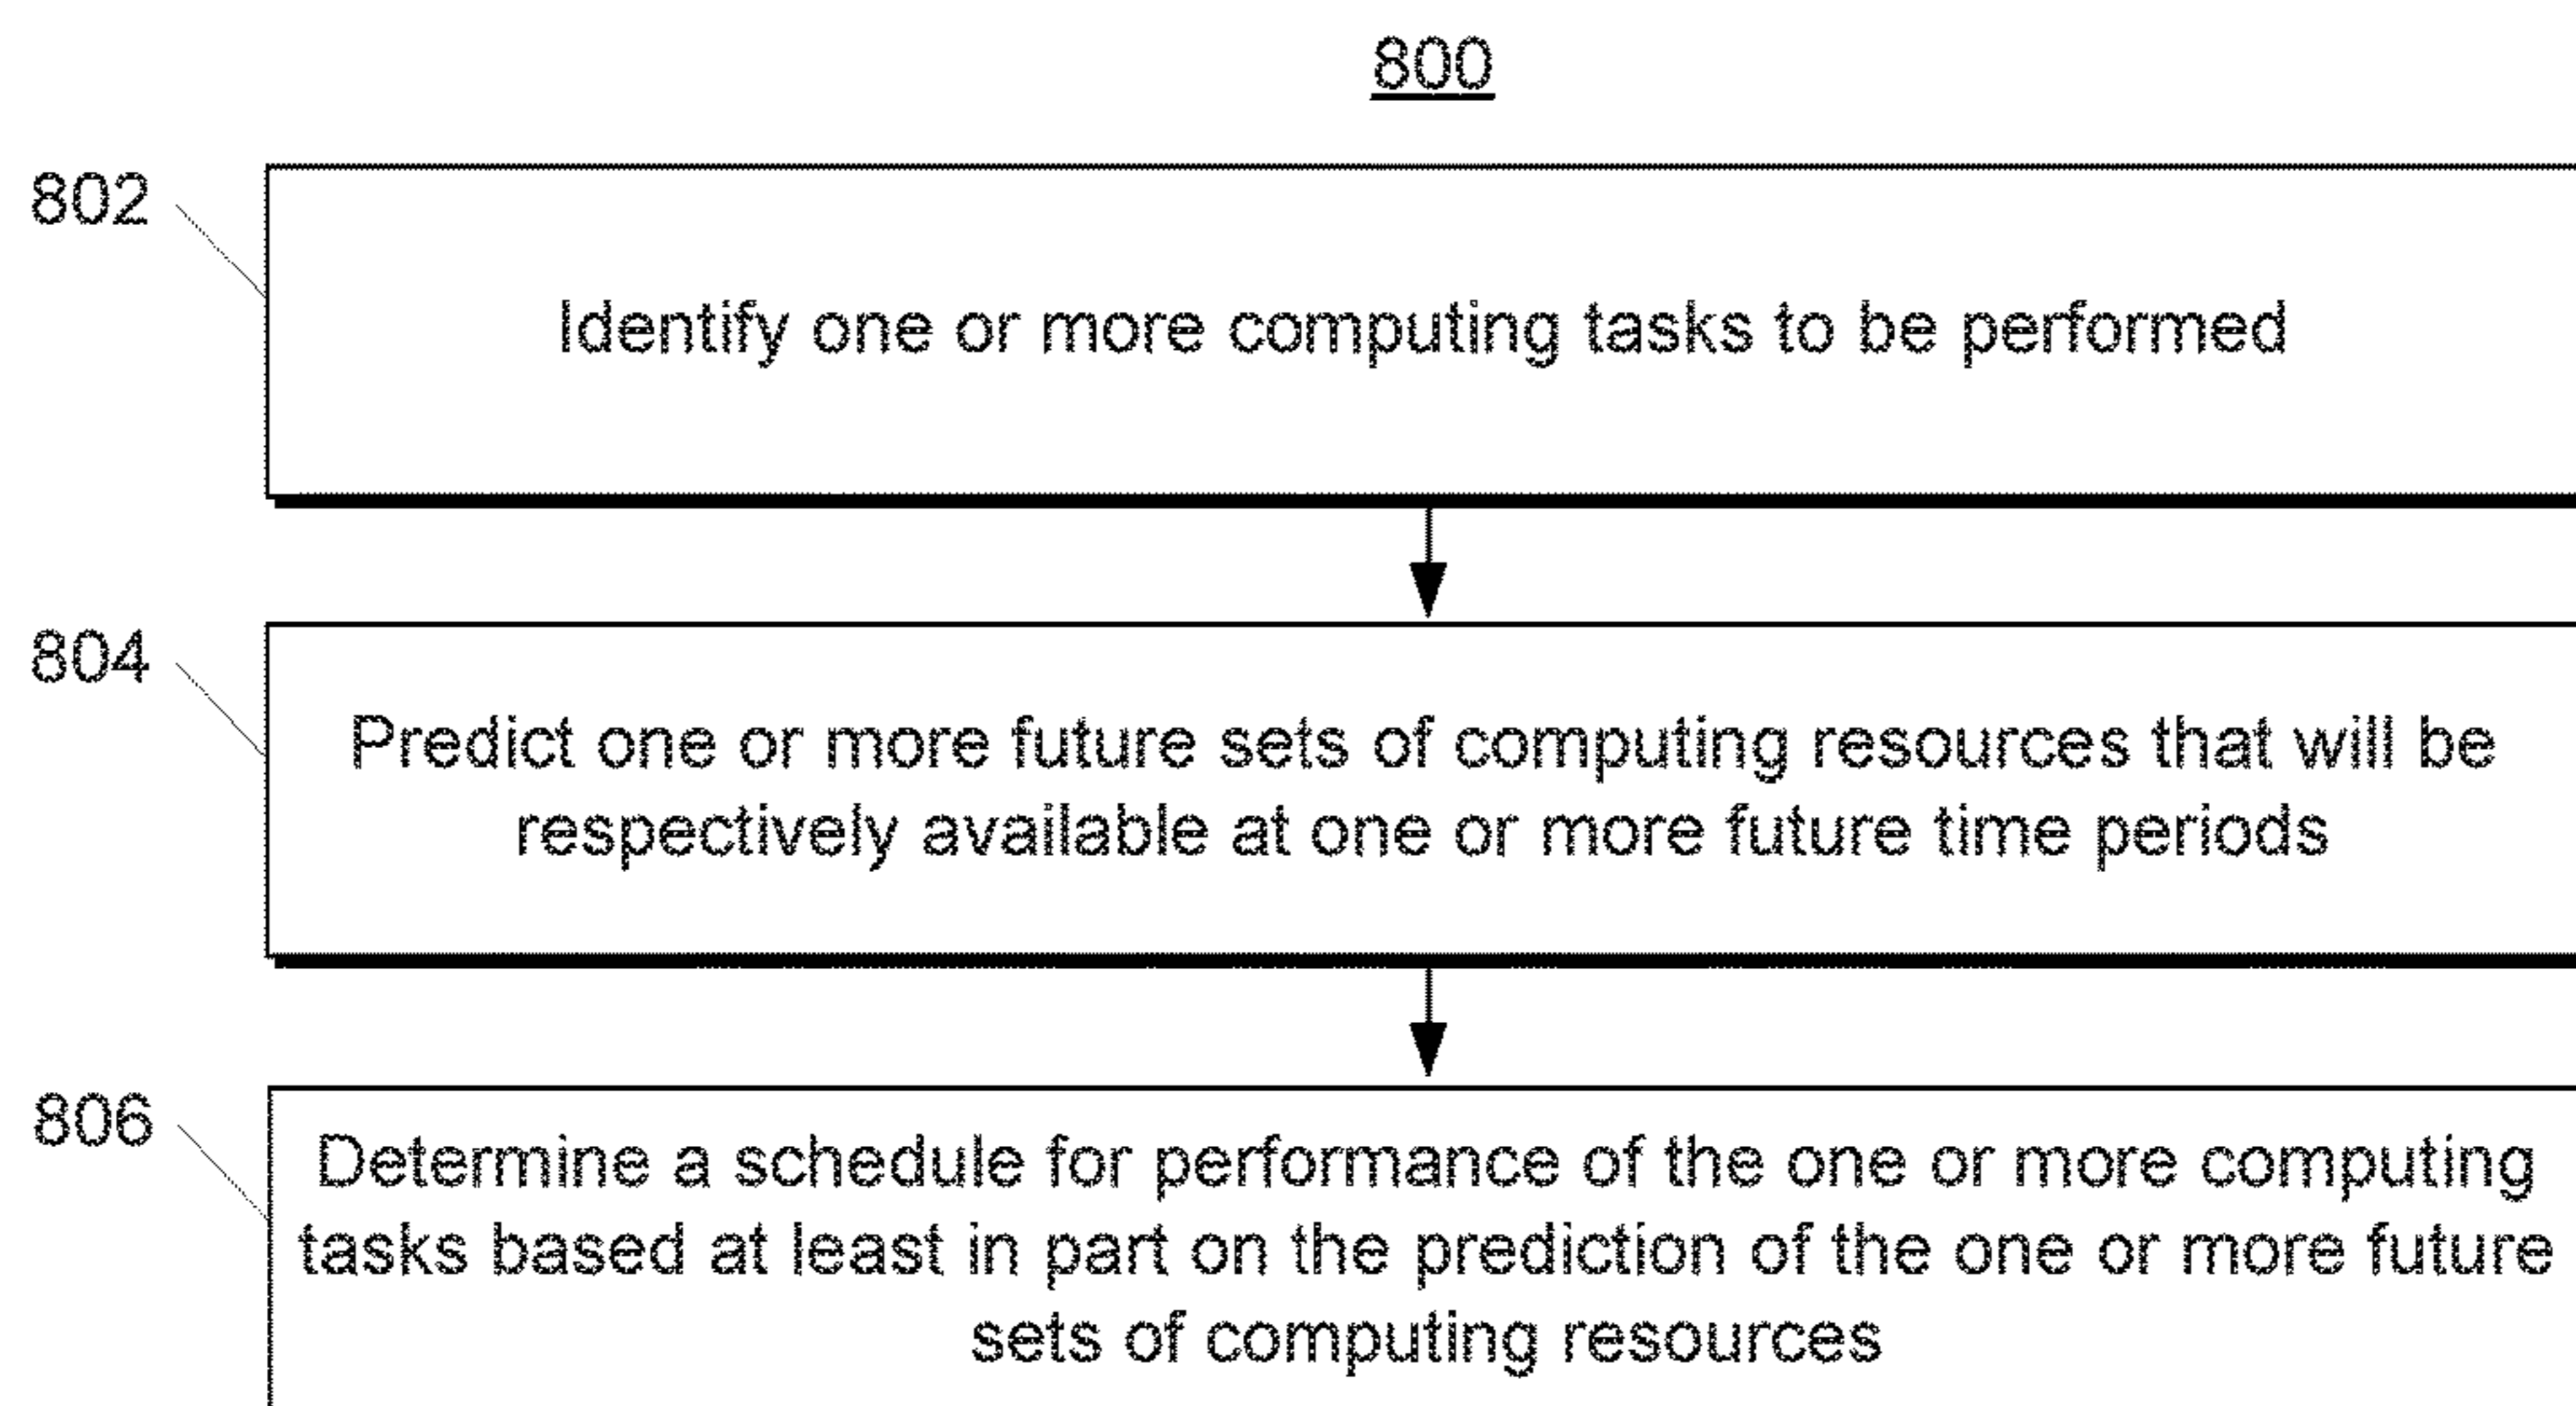 800
802
Identify one or more computing tasks to be performed
804
Predict one or more future sets of computing resources that will be
respectively available at one or more future time periods
806
Determine a schedule for performance of the one or more computing
tasks based at least in part on the prediction of the one or more future
sets of computing resources